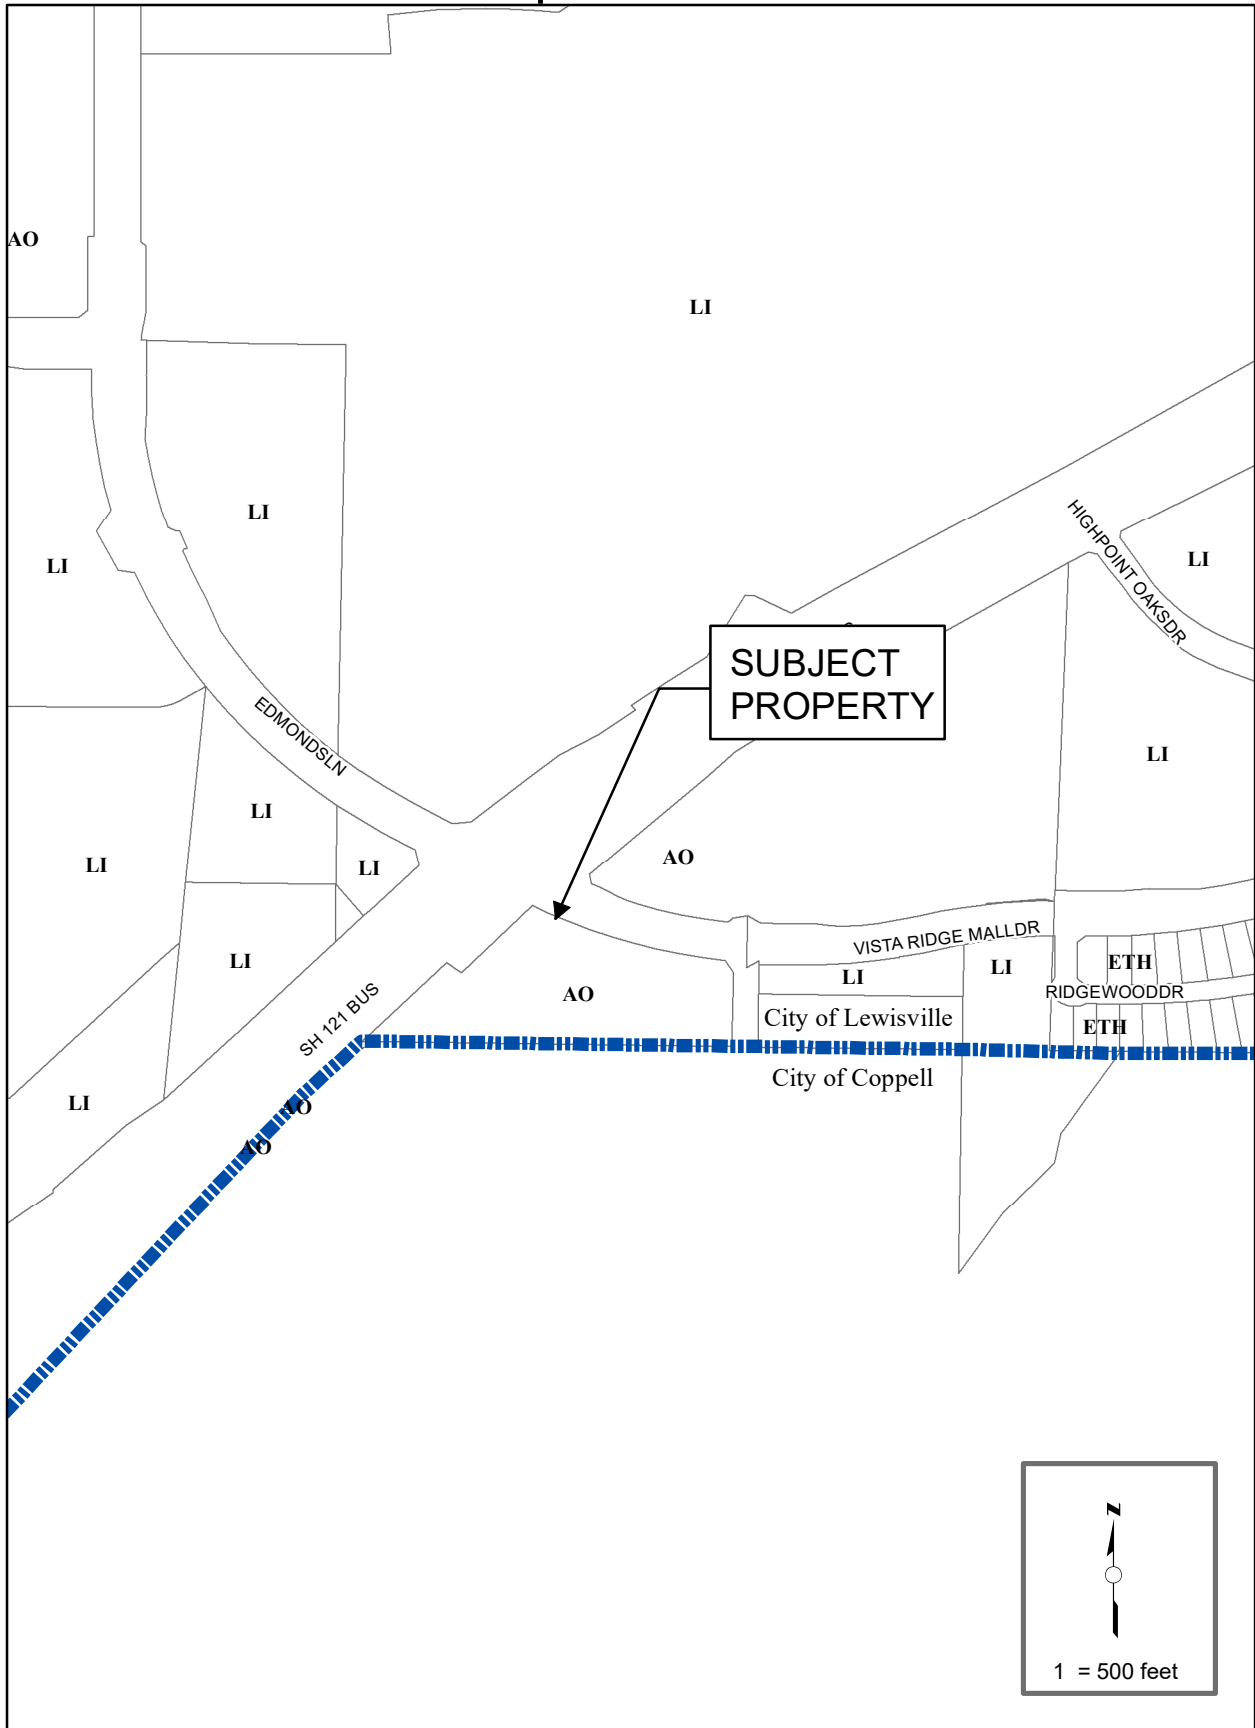 AO
LI
HIGHPOINT OAKSDR
LI
LI
LI
SUBJECT
PROPERTY
EDMONDSLN
LI
LI
LI
LI
AO
VISTA RIDGE MALLDR
LI
LI
LI
ETH
RIDGEWOODDR
AO
SH 121 BUS
City of Lewisville
ETH
City of Coppell
LI
AO
AO
N
1 = 500 feet